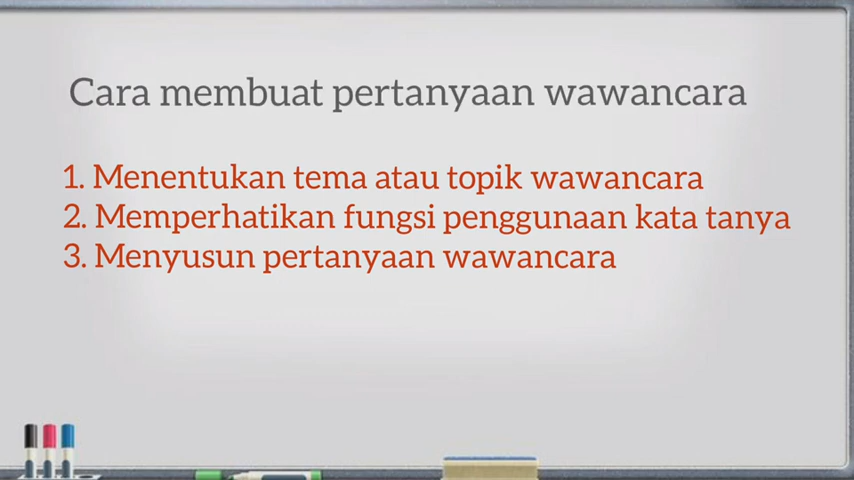 Cara membuat pertanyaan wawancara
1. Menentukan tema atau topik wawancara
2. Memperhatikan fungsi penggunaan kata tanya
3. Menyusun pertanyaan wawancara